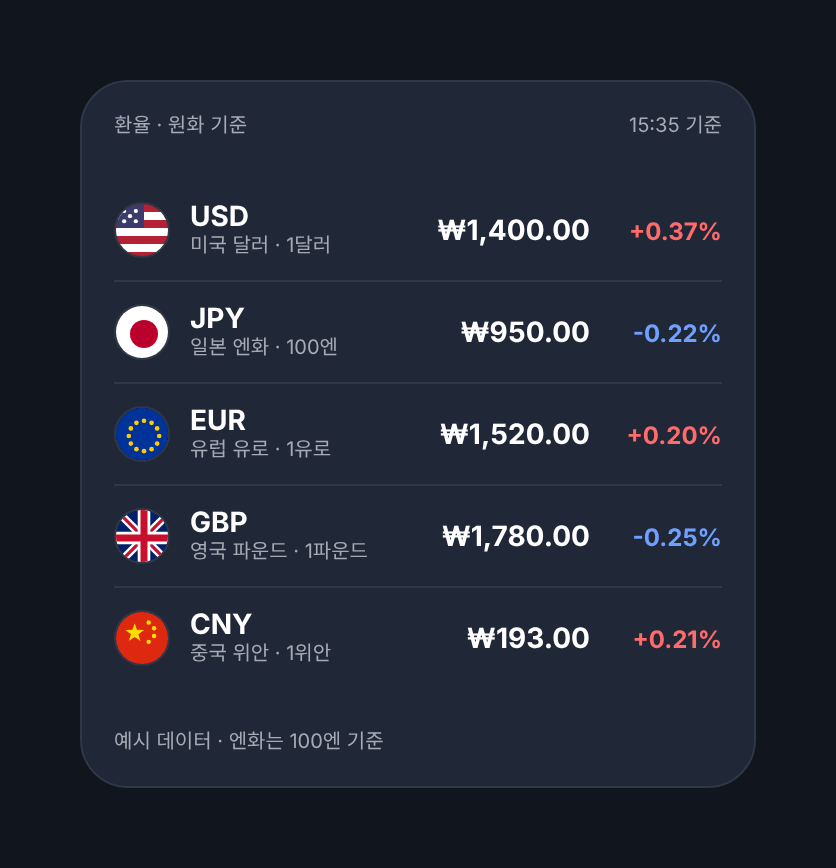 환율 · 원화 기준
15:35 기준
USD
미국 달러 · 1달러
₩1,400.00
+0.37%
JPY
일본 엔화 · 100엔
₩950.00
-0.22%
EUR
유럽 유로 · 1유로
₩1,520.00
+0.20%
GBP
영국 파운드 · 1파운드
₩1,780.00
-0.25%
CNY
중국 위안 · 1위안
₩193.00
+0.21%
예시 데이터 · 엔화는 100엔 기준